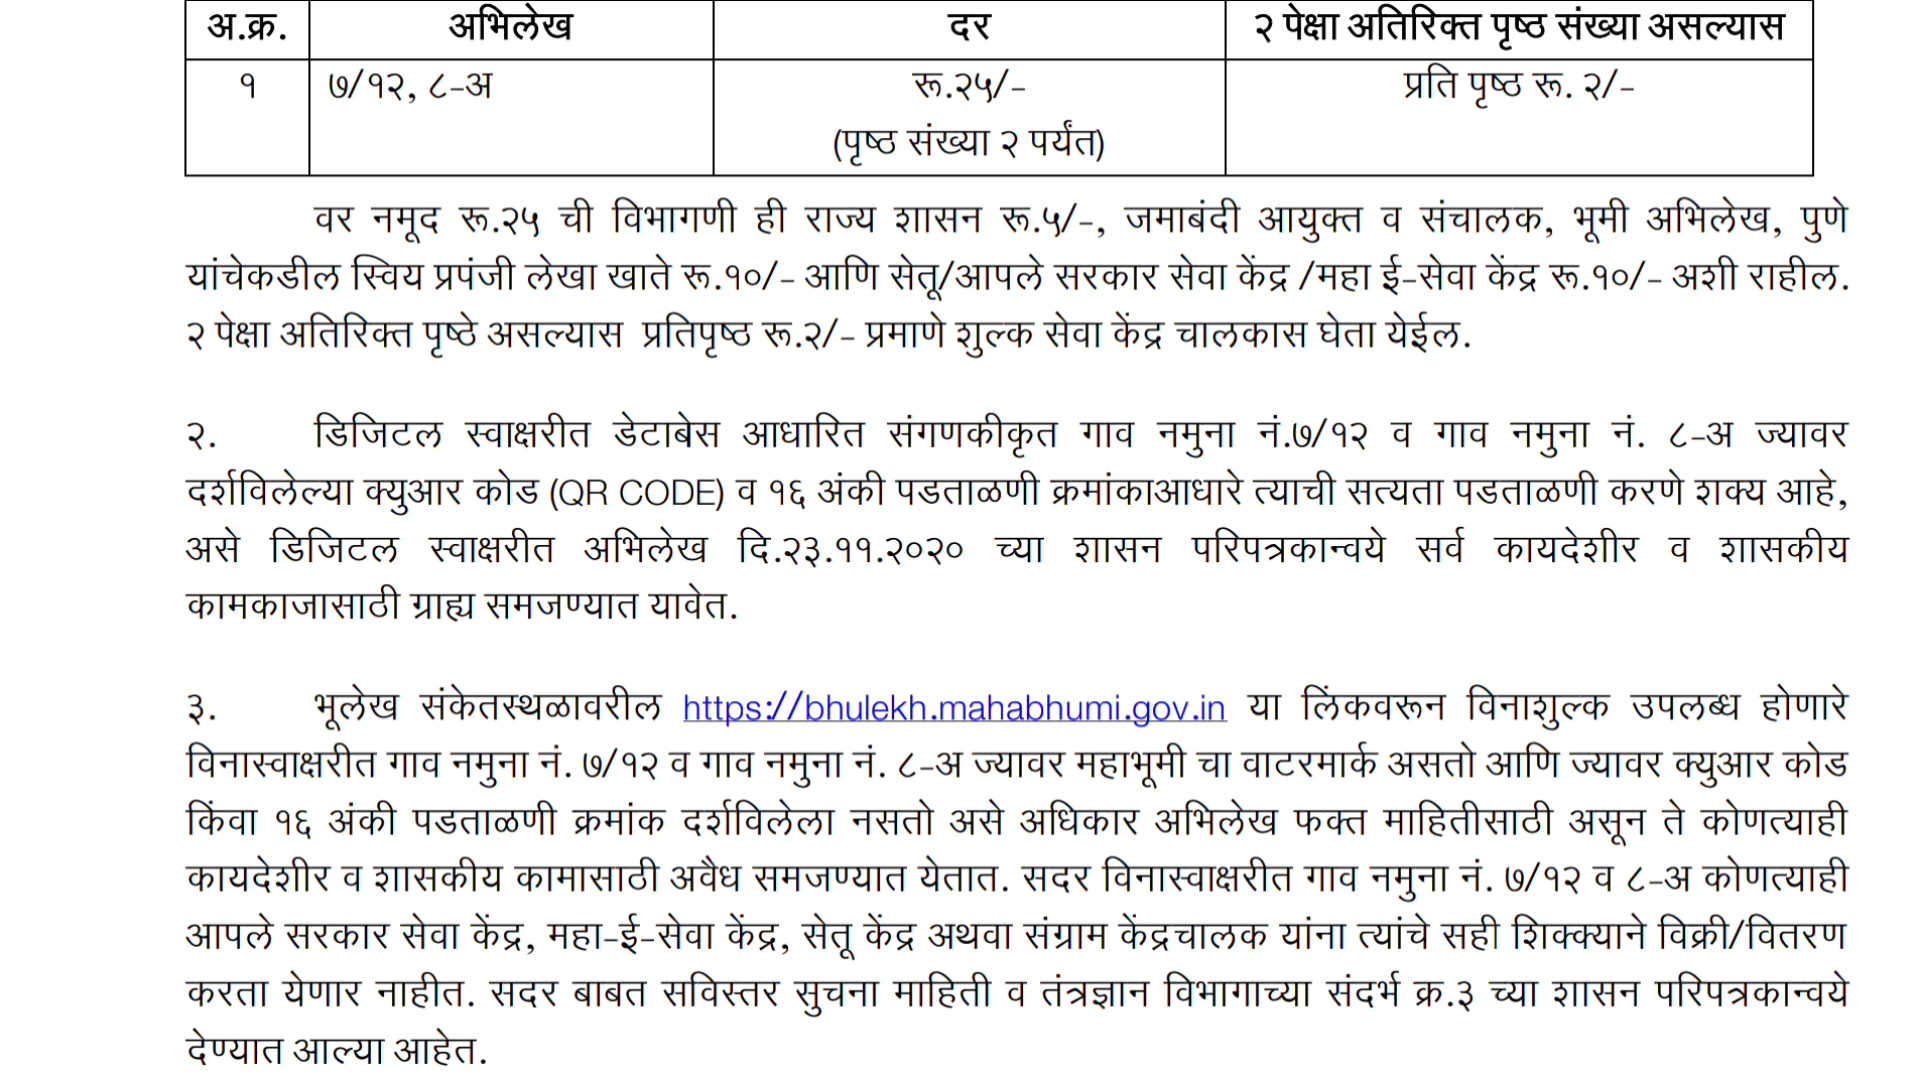 अ.क्र. अभिलेख दर २ पेक्षा अतिरिक्त पृष्ठ संख्या असल्यास
१ ७/१२, ८-अ रू.२५/- प्रति पृष्ठ रू. २/-
(पृष्ठ संख्या २ पर्यंत)
वर नमूद रू.२५ ची विभागणी ही राज्य शासन रू.५/-, जमाबंदी आयुक्त व संचालक, भूमी अभिलेख, पुणे
यांचेकडील स्विय प्रपंजी लेखा खाते रू.१०/- आणि सेतू/आपले सरकार सेवा केंद्र /महा ई-सेवा केंद्र रू.१०/- अशी राहील.
२ पेक्षा अतिरिक्त पृष्ठे असल्यास प्रतिपृष्ठ रू.२/- प्रमाणे शुल्क सेवा केंद्र चालकास घेता येईल.
२. डिजिटल स्वाक्षरीत डेटाबेस आधारित संगणकीकृत गाव नमुना नं.७/१२ व गाव नमुना नं. ८-अ ज्यावर
दर्शविलेल्या क्युआर कोड (QR CODE) व १६ अंकी पडताळणी क्रमांकाआधारे त्याची सत्यता पडताळणी करणे शक्य आहे,
असे डिजिटल स्वाक्षरीत अभिलेख दि.२३.११.२०२० च्या शासन परिपत्रकान्वये सर्व कायदेशीर व शासकीय
कामकाजासाठी ग्राह्य समजण्यात यावेत.
३. भूलेख संकेतस्थळावरील https://bhulekh.mahabhumi.gov.in या लिंकवरून विनाशुल्क उपलब्ध होणारे
विनास्वाक्षरीत गाव नमुना नं. ७/१२ व गाव नमुना नं. ८-अ ज्यावर महाभूमी चा वाटरमार्क असतो आणि ज्यावर क्युआर कोड
किंवा १६ अंकी पडताळणी क्रमांक दर्शविलेला नसतो असे अधिकार अभिलेख फक्त माहितीसाठी असून ते कोणत्याही
कायदेशीर व शासकीय कामासाठी अवैध समजण्यात येतात. सदर विनास्वाक्षरीत गाव नमुना नं. ७/१२ व ८-अ कोणत्याही
आपले सरकार सेवा केंद्र, महा-ई-सेवा केंद्र, सेतू केंद्र अथवा संग्राम केंद्रचालक यांना त्यांचे सही शिक्क्याने विक्री/वितरण
करता येणार नाहीत. सदर बाबत सविस्तर सुचना माहिती व तंत्रज्ञान विभागाच्या संदर्भ क्र.३ च्या शासन परिपत्रकान्वये
देण्यात आल्या आहेत.